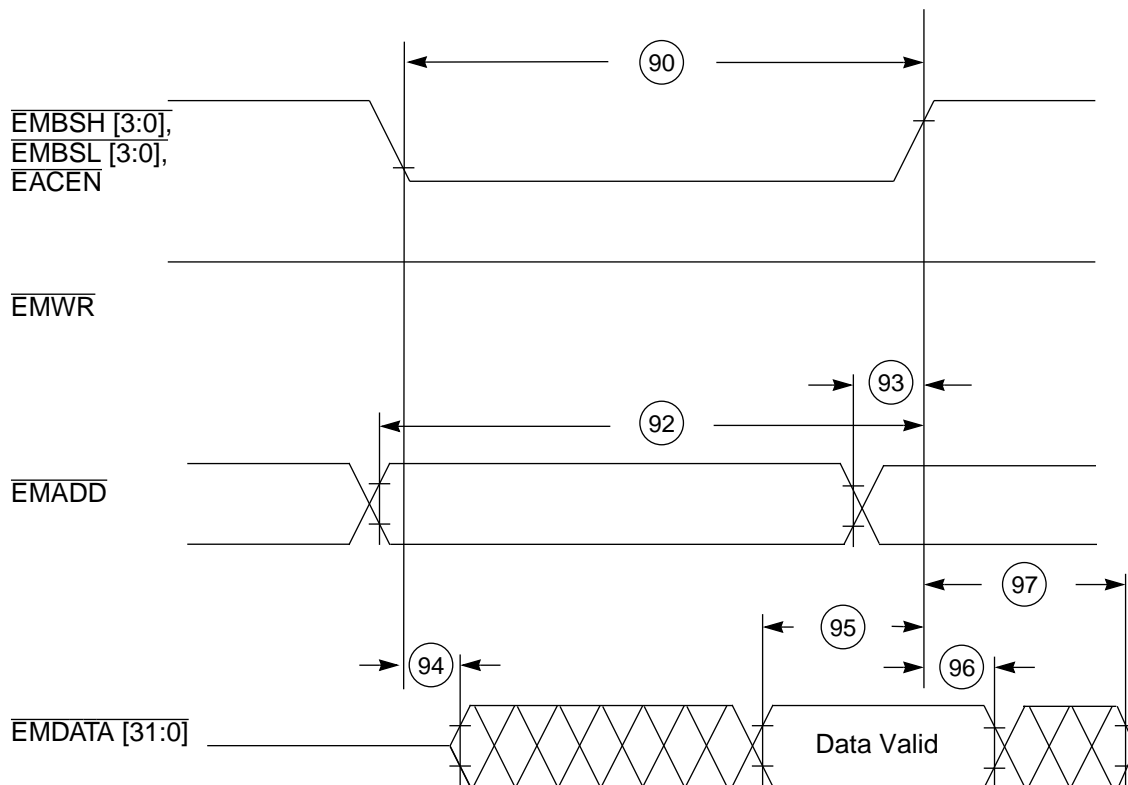 90
EMBSH [3:0],
EMBSL [3:0],
EACEN
EMWR
93
92
EMADD
97
95
94
96
EMDATA [31:0]
Data Valid